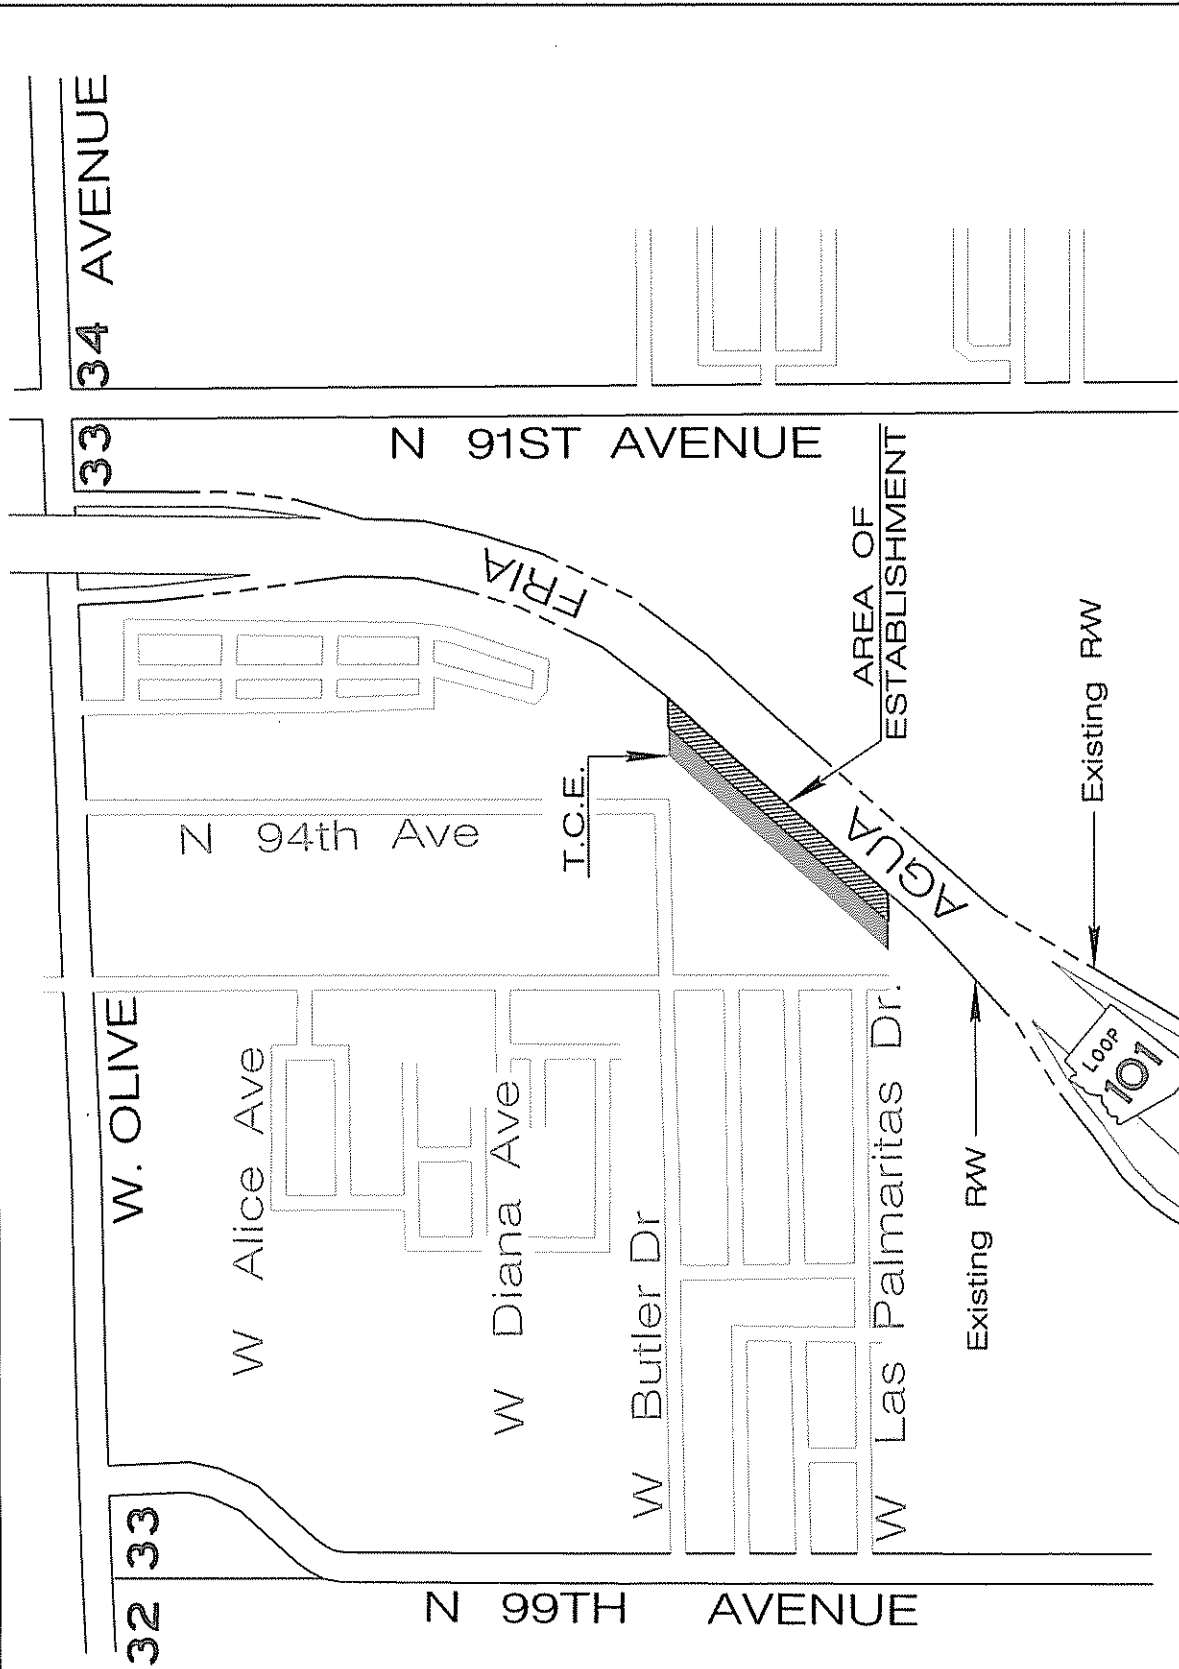 W. OLIVE AVENUE
32 33
33 34
W Alice Ave
N 94th Ave
N 91ST AVENUE
W Diana Ave
FRIA
T.C.E.
W Butler Dr
N 99TH AVENUE
AREA OF
ESTABLISHMENT
W Las Palmaritas Dr.
AGUA
Existing R/W
Existing R/W
LOOP
101